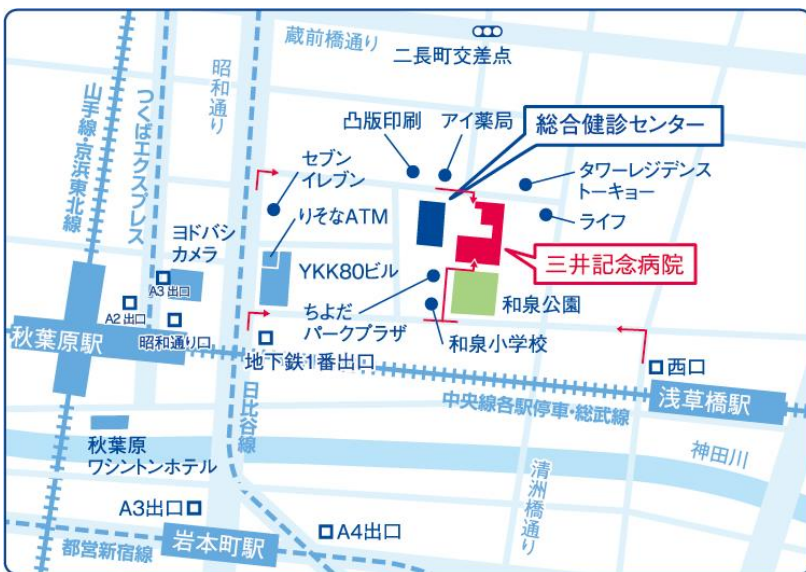 蔵前橋通り
二長町交差点
昭和通り
山手線・京浜東北線
つくばエクスプレス
凸版印刷
アイ薬局
総合健診センター
セブン
イレブン
タワーレジデンス
トーキョー
りそなATM
ライフ
ヨドバシ
カメラ
YKK80ビル
三井記念病院
A3出口
ちよだ
パークプラザ
和泉公園
A2出口
昭和通り口
和泉小学校
秋葉原駅
地下鉄1番出口
西口
日比谷線
中央線各駅停車・総武線
浅草橋駅
秋葉原
ワシントンホテル
神田川
清洲橋通り
A3出口
岩本町駅
A4出口
都営新宿線